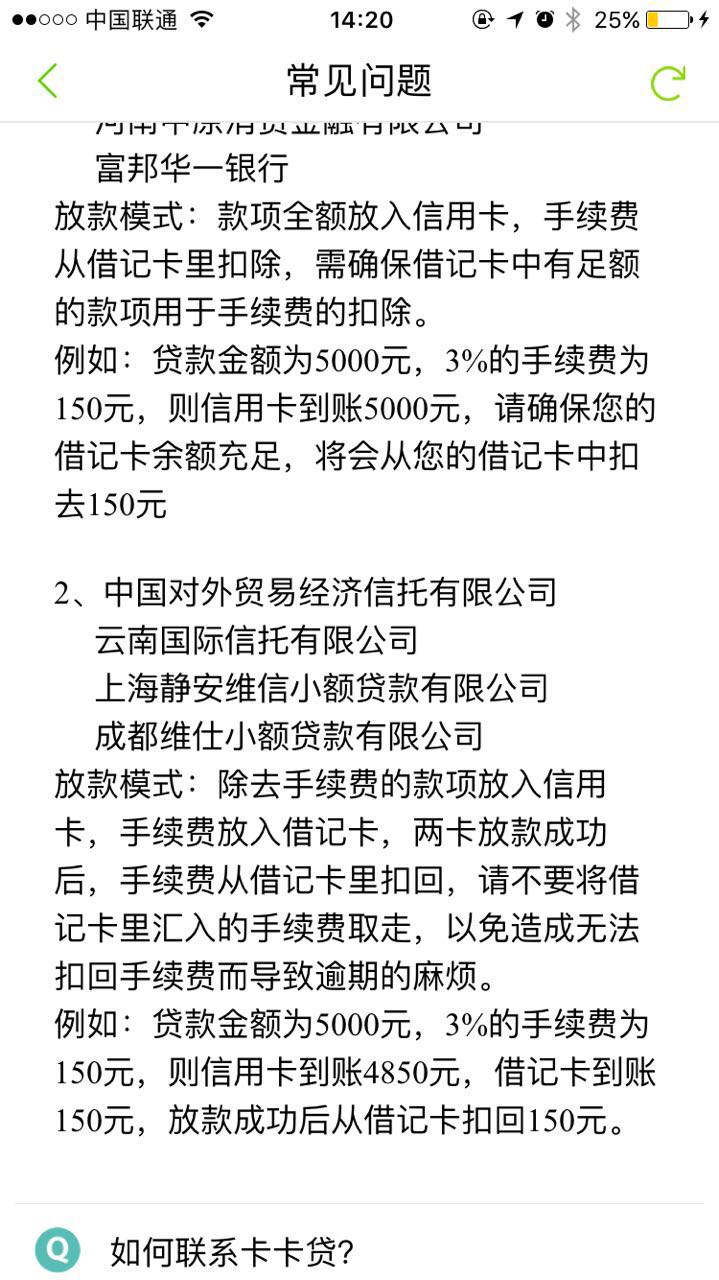 中国联通
14:20
25%
常见问题
河南中原消费金融有限公司
富邦华一银行
放款模式：款项全额放入信用卡，手续费
从借记卡里扣除，需确保借记卡中有足额
的款项用于手续费的扣除。
例如：贷款金额为5000元，3%的手续费为
150元，则信用卡到账5000元，请确保您的
借记卡余额充足，将会从您的借记卡中扣
去150元
2、中国对外贸易经济信托有限公司
云南国际信托有限公司
上海静安维信小额贷款有限公司
成都维仕小额贷款有限公司
放款模式：除去手续费的款项放入信用
卡，手续费放入借记卡，两卡放款成功
后，手续费从借记卡里扣回，请不要将借
记卡里汇入的手续费取走，以免造成无法
扣回手续费而导致逾期的麻烦。
例如：贷款金额为5000元，3%的手续费为
150元，则信用卡到账4850元，借记卡到账
150元，放款成功后从借记卡扣回150元。
Q 如何联系卡卡贷?